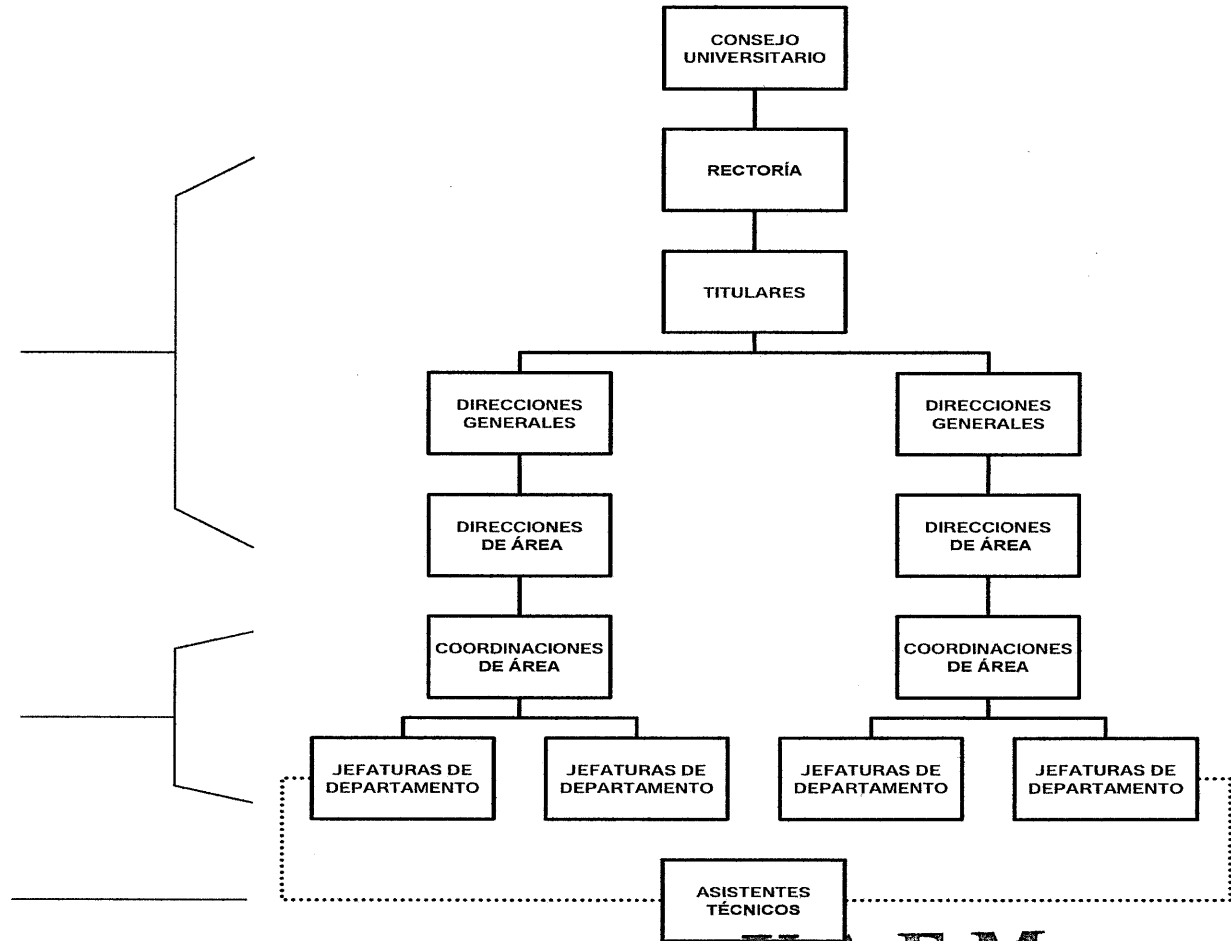 CONSEJO
UNIVERSITARIO
RECTORÍA
TITULARES
DIRECCIONES
GENERALES
DIRECCIONES
GENERALES
DIRECCIONES
DE ÁREA
DIRECCIONES
DE ÁREA
COORDINACIONES
DE ÁREA
COORDINACIONES
DE ÁREA
JEFATURAS DE
DEPARTAMENTO
JEFATURAS DE
DEPARTAMENTO
JEFATURAS DE
DEPARTAMENTO
JEFATURAS DE
DEPARTAMENTO
ASISTENTES
TÉCNICOS